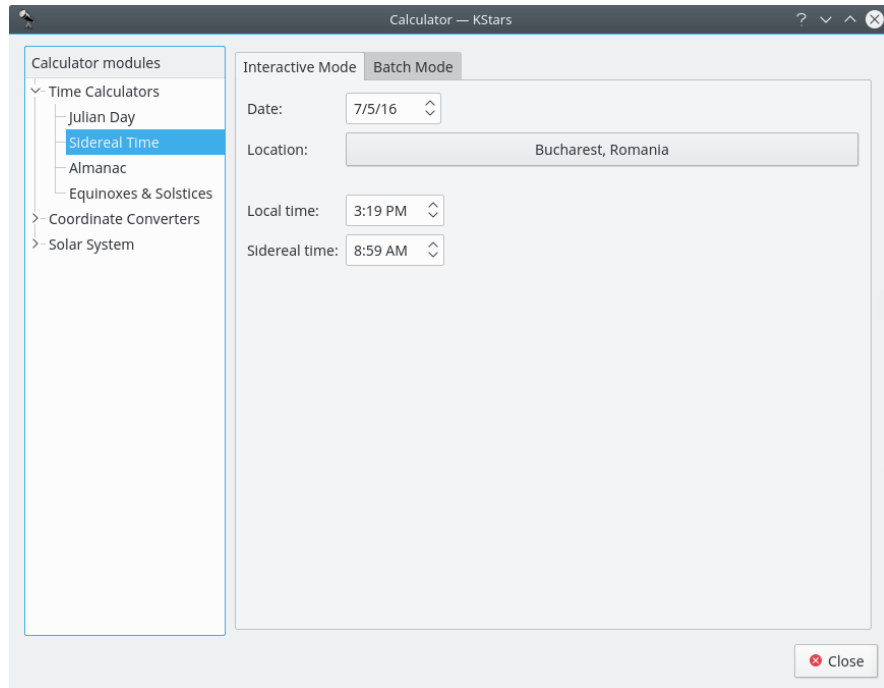 Calculator — KStars
Calculator modules
Time Calculators
Julian Day
Sidereal Time
Almanac
Equinoxes & Solstices
Coordinate Converters
Solar System
Interactive Mode Batch Mode
Date: 7/5/16
Location: Bucharest, Romania
Local time: 3:19 PM
Sidereal time: 8:59 AM
Close